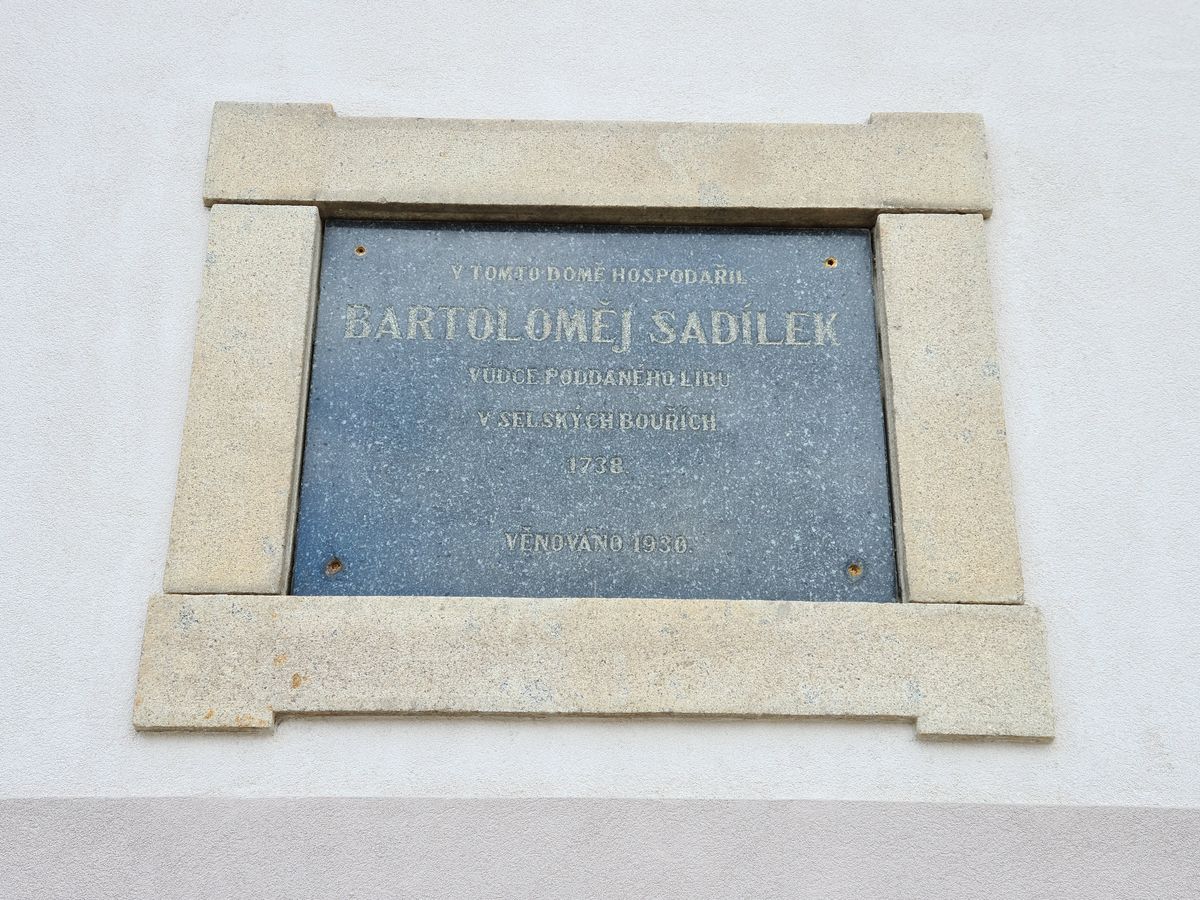 V TOMTO DOMĚ HOSPODAŘIL
BARTOLOMĚJ SADÍLEK
VŮDCE PODDANÉHO LIDU
V SELSKÝCH BOUŘÍCH
1738
VĚNOVÁNO 1930.